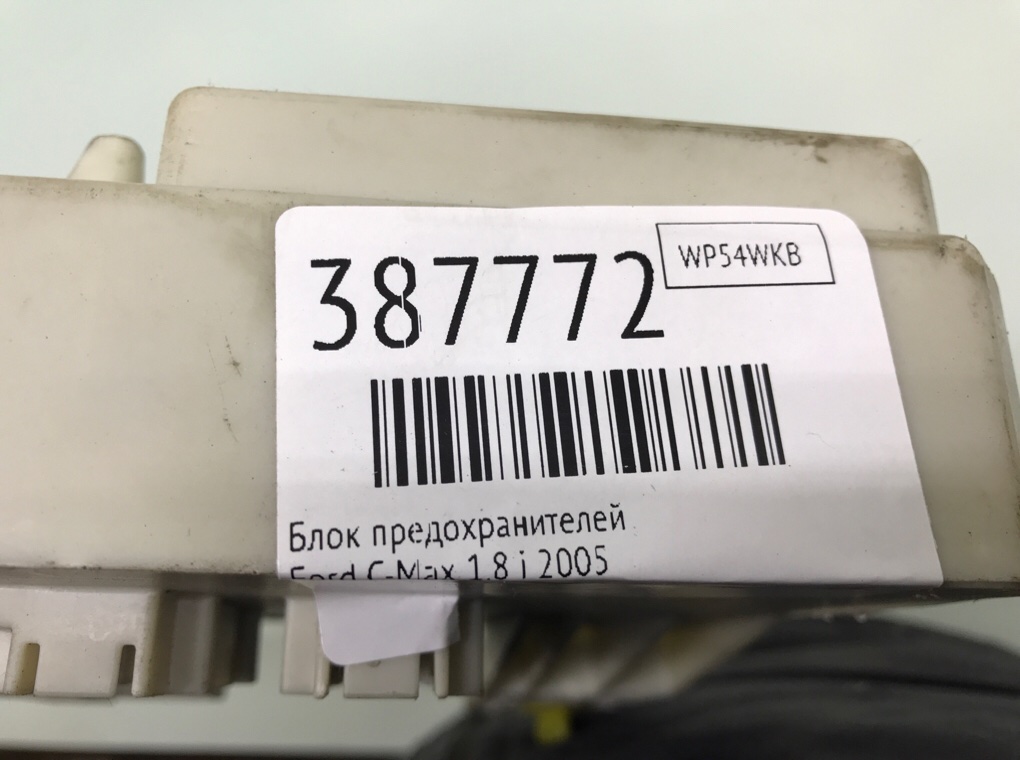 387772
WP54WKB
Блок предохранителей
Ford C-Max 1.8 i 2005